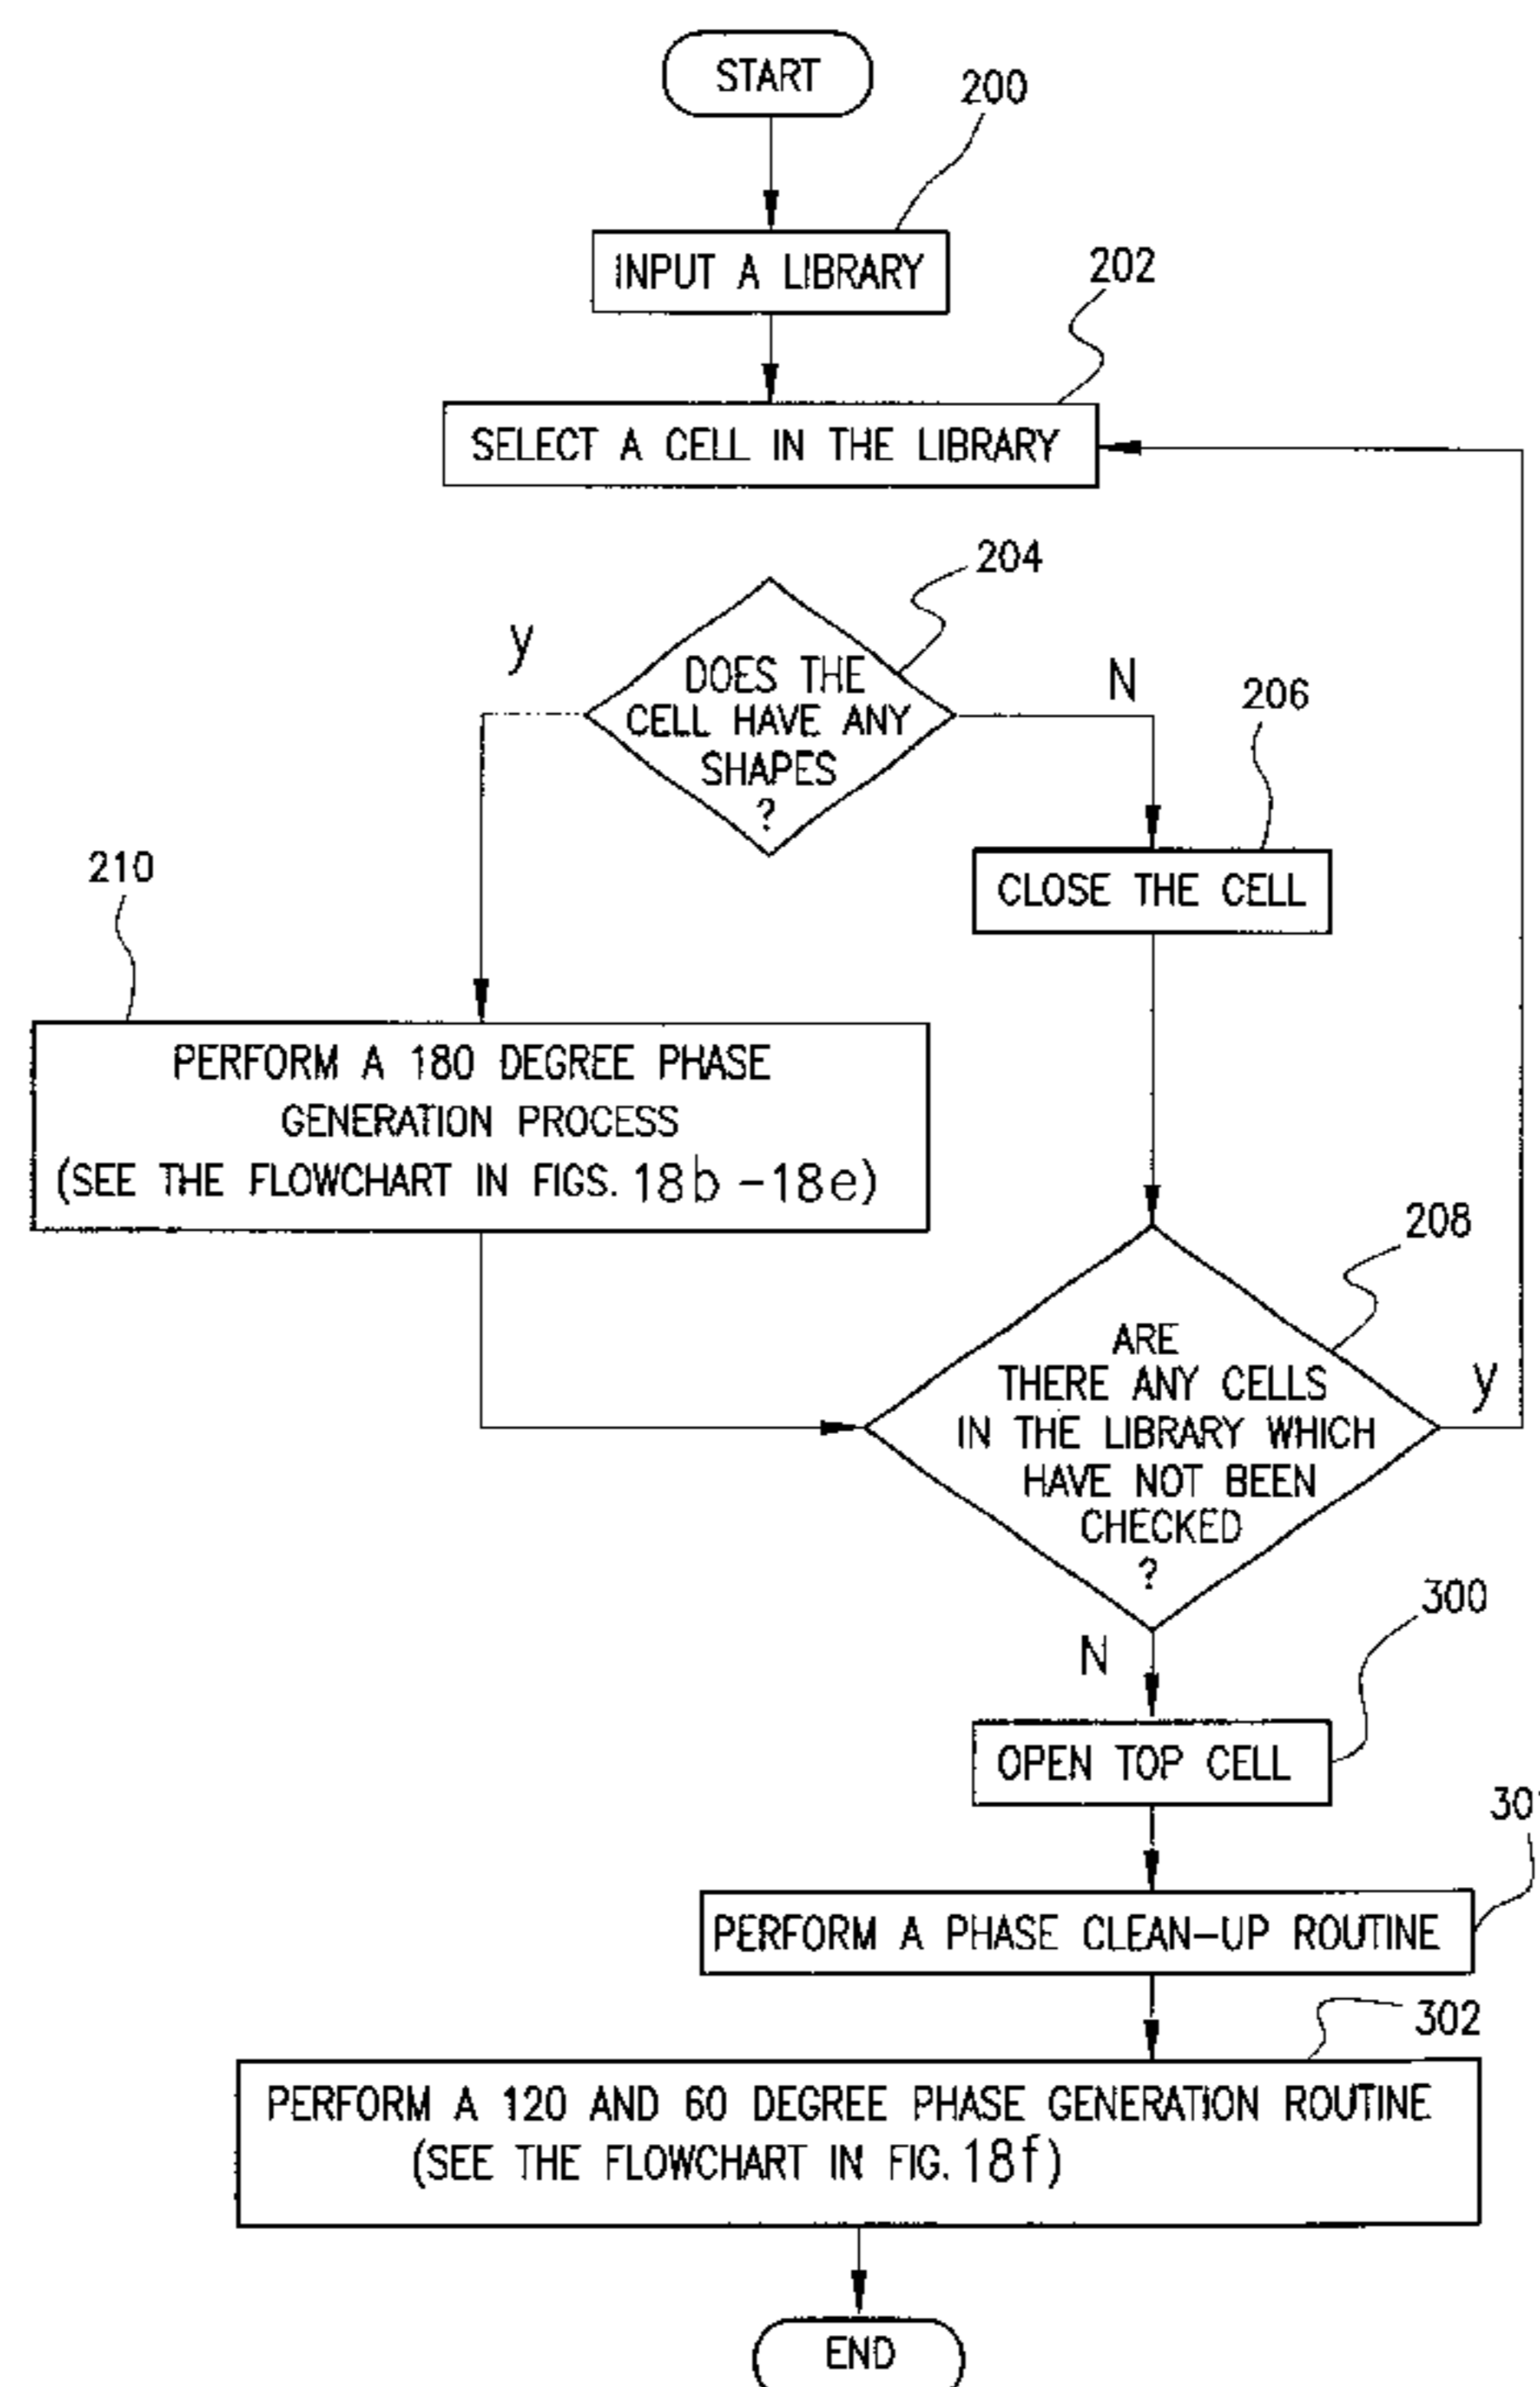 START
200
INPUT A LIBRARY
202
SELECT A CELL IN THE LIBRARY
204
y
DOES THE
CELL HAVE ANY
SHAPES
?
N
206
CLOSE THE CELL
210
PERFORM A 180 DEGREE PHASE
GENERATION PROCESS
(SEE THE FLOWCHART IN FIGS. 18b-18e)
208
ARE
THERE ANY CELLS
IN THE LIBRARY WHICH
HAVE NOT BEEN
CHECKED
?
y
N
300
OPEN TOP CELL
301
PERFORM A PHASE CLEAN-UP ROUTINE
302
PERFORM A 120 AND 60 DEGREE PHASE GENERATION ROUTINE
(SEE THE FLOWCHART IN FIG. 18f)
END